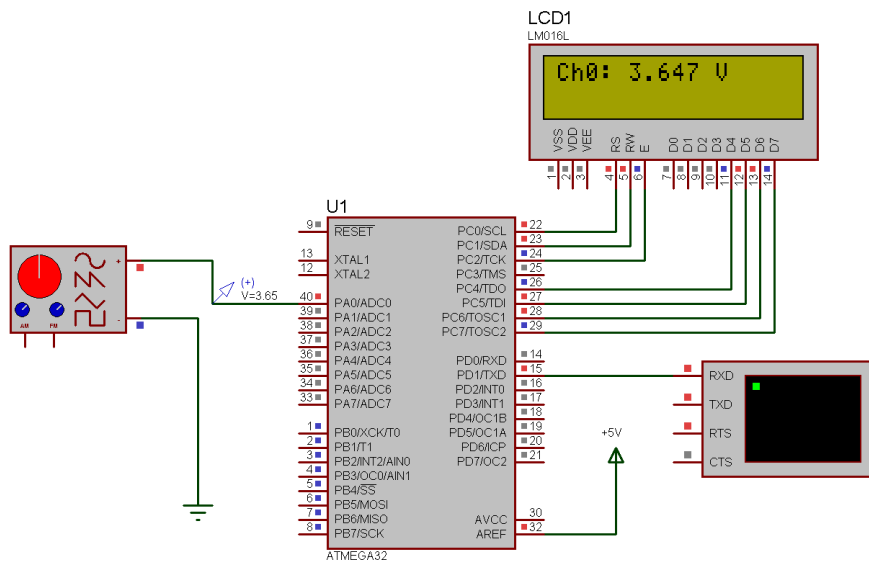 LCD1
LM016L
Ch0: 3.647 V
VSS VDD VEE RS RW E D0 D1 D2 D3 D4 D5 D6 D7
1 2 3 4 5 6 7 8 9 10 11 12 13 14
U1
9 RESET
13 XTAL1
12 XTAL2
40 PA0/ADC0
39 PA1/ADC1
38 PA2/ADC2
37 PA3/ADC3
36 PA4/ADC4
35 PA5/ADC5
34 PA6/ADC6
33 PA7/ADC7
1 PB0/XCK/T0
2 PB1/T1
3 PB2/INT2/AIN0
4 PB3/OC0/AIN1
5 PB4/SS
6 PB5/MOSI
7 PB6/MISO
8 PB7/SCK
PC0/SCL 22
PC1/SDA 23
PC2/TCK 24
PC3/TMS 25
PC4/TDO 26
PC5/TDI 27
PC6/TOSC1 28
PC7/TOSC2 29
PD0/RXD 14
PD1/TXD 15
PD2/INT0 16
PD3/INT1 17
PD4/OC1B 18
PD5/OC1A 19
PD6/ICP 20
PD7/OC2 21
AVCC 30
AREF 32
ATMEGA32
+
-
AM FM
(+)
V=3.65
+5V
RXD
TXD
RTS
CTS